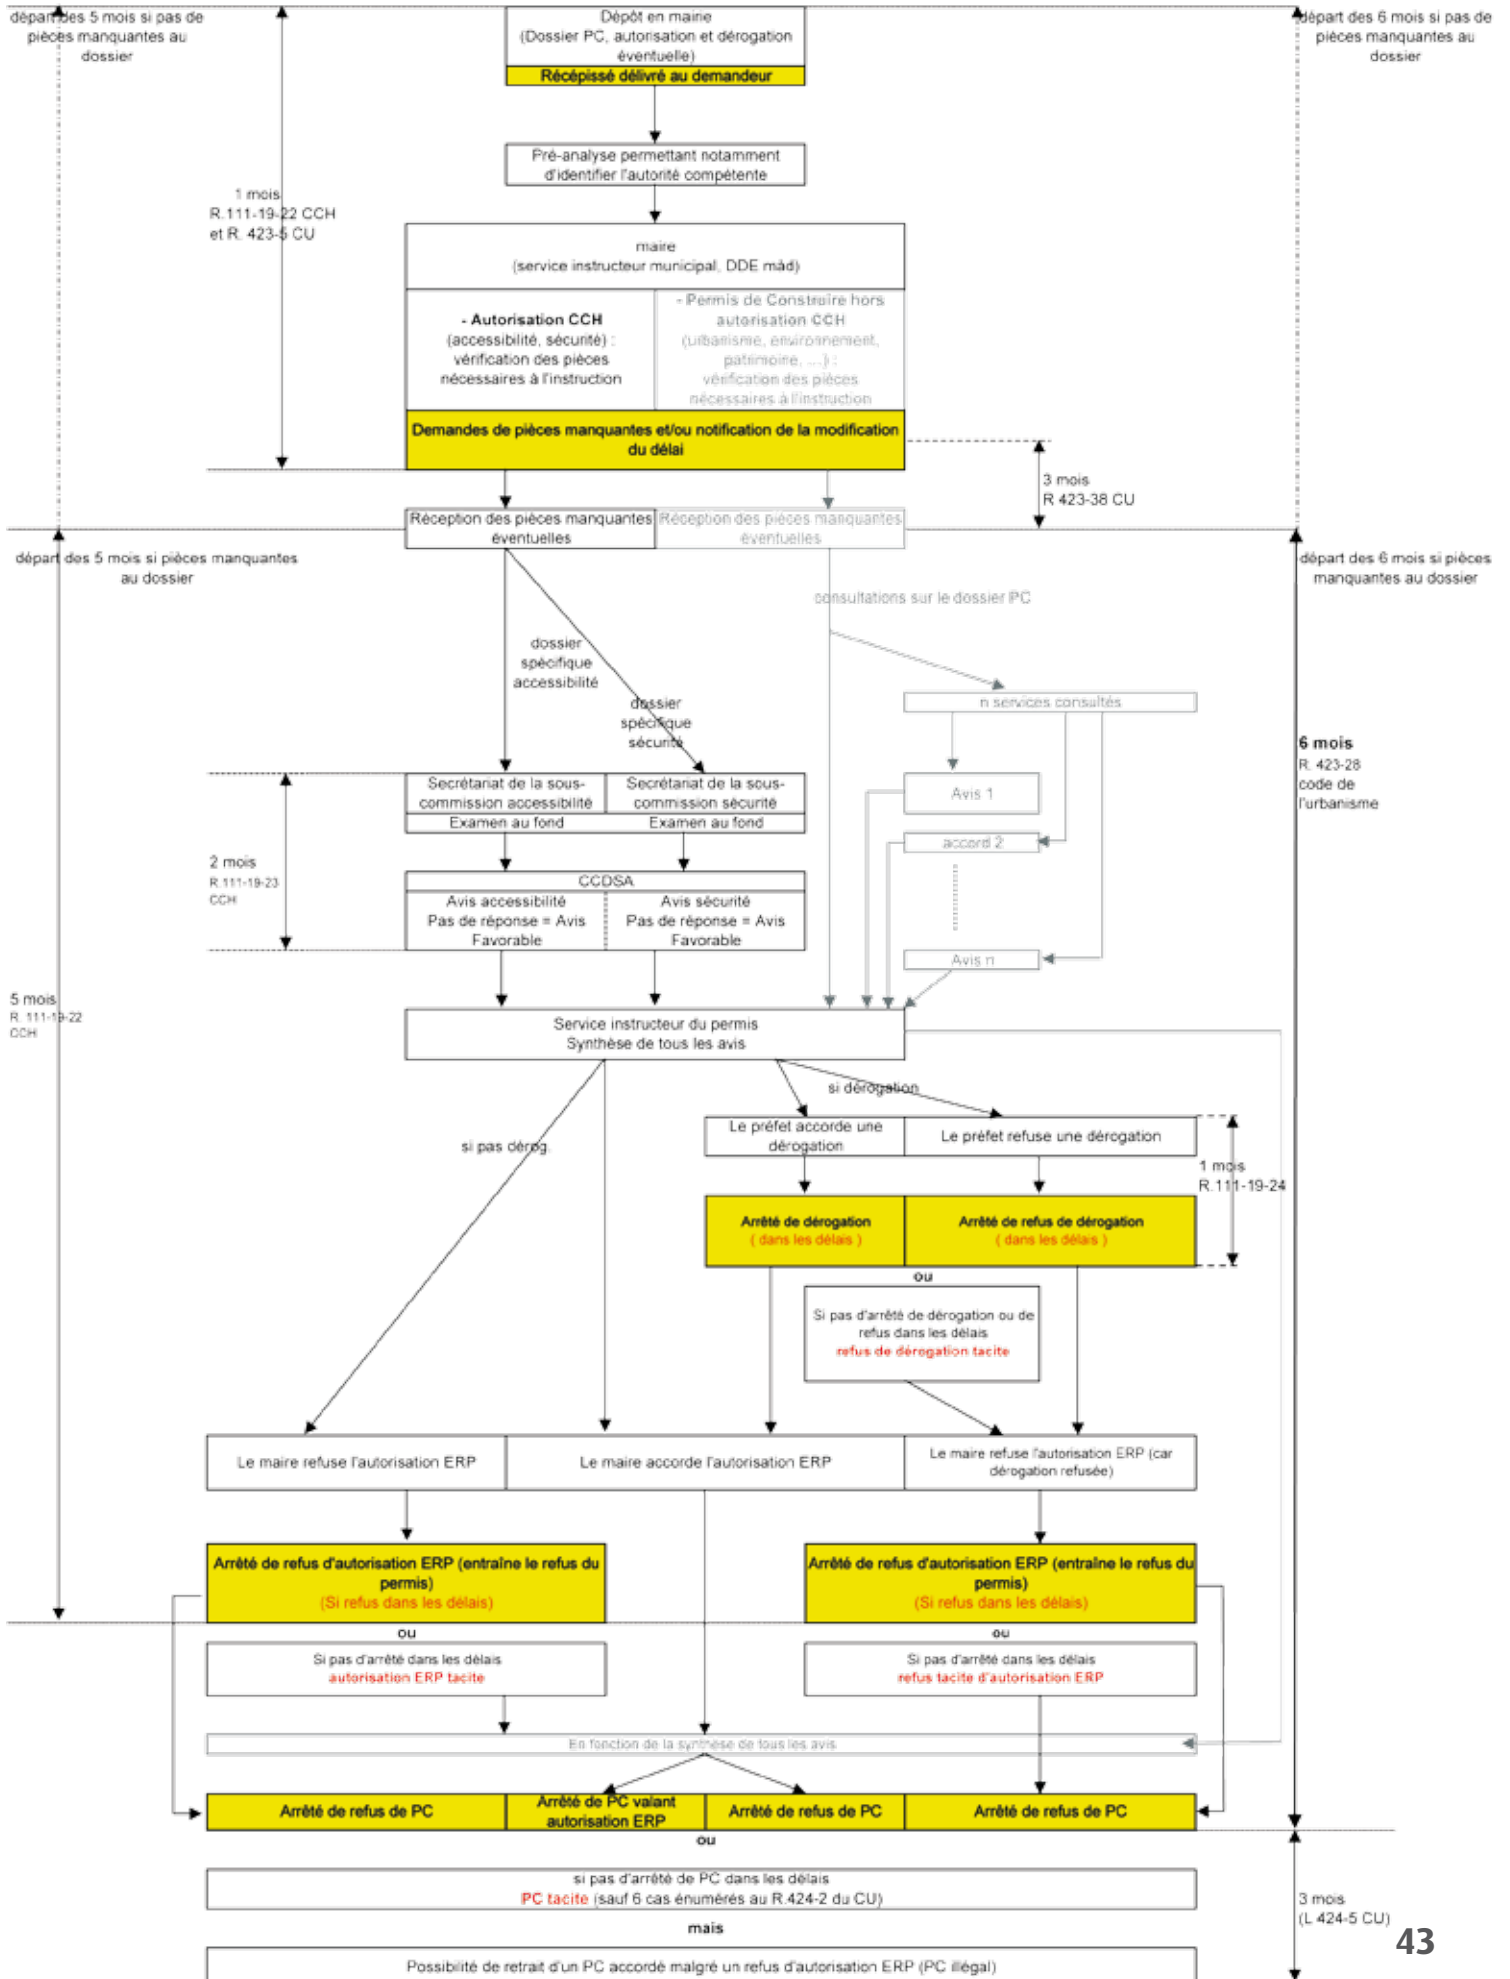 départ des 5 mois si pas de
pièces manquantes au
dossier
Dépôt en mairie
(Dossier PC, autorisation et dérogation
éventuelle)
Récépissé délivré au demandeur
départ des 6 mois si pas de
pièces manquantes au
dossier
Pré-analyse permettant notamment
d'identifier l'autorité compétente
1 mois
R.111-19-22 CCH
et R. 423-5 CU
maire
(service instructeur municipal, DDE màd)
- Autorisation CCH
(accessibilité, sécurité) :
vérification des pièces
nécessaires à l'instruction
- Permis de Construire hors
autorisation CCH
(urbanisme, environnement,
patrimoine, ...) :
vérification des pièces
nécessaires à l'instruction
Demandes de pièces manquantes et/ou notification de la modification
du délai
3 mois
R 423-38 CU
Réception des pièces manquantes
éventuelles
Réception des pièces manquantes
éventuelles
départ des 5 mois si pièces manquantes
au dossier
départ des 6 mois si pièces
manquantes au dossier
consultations sur le dossier PC
dossier
spécifique
accessibilité
dossier
spécifique
sécurité
n services consultés
6 mois
R. 423-28
code de
l'urbanisme
Secrétariat de la sous-
commission accessibilité
Secrétariat de la sous-
commission sécurité
Examen au fond
Examen au fond
Avis 1
accord 2
2 mois
R.111-19-23
CCH
CCDSA
Avis accessibilité
Pas de réponse = Avis
Favorable
Avis sécurité
Pas de réponse = Avis
Favorable
Avis n
5 mois
R. 111-19-22
CCH
Service instructeur du permis
Synthèse de tous les avis
si dérogation
si pas dérog.
Le préfet accorde une
dérogation
Le préfet refuse une dérogation
1 mois
R.111-19-24
Arrêté de dérogation
( dans les délais )
Arrêté de refus de dérogation
( dans les délais )
ou
Si pas d'arrêté de dérogation ou de
refus dans les délais
refus de dérogation tacite
Le maire refuse l'autorisation ERP
Le maire accorde l'autorisation ERP
Le maire refuse l'autorisation ERP (car
dérogation refusée)
Arrêté de refus d'autorisation ERP (entraîne le refus du
permis)
(Si refus dans les délais)
Arrêté de refus d'autorisation ERP (entraîne le refus du
permis)
(Si refus dans les délais)
ou
ou
Si pas d'arrêté dans les délais
autorisation ERP tacite
Si pas d'arrêté dans les délais
refus tacite d'autorisation ERP
En fonction de la synthèse de tous les avis
Arrêté de refus de PC
Arrêté de PC valant
autorisation ERP
Arrêté de refus de PC
Arrêté de refus de PC
ou
si pas d'arrêté de PC dans les délais
PC tacite (sauf 6 cas énumérés au R.424-2 du CU)
3 mois
(L 424-5 CU)
mais
43
Possibilité de retrait d'un PC accordé malgré un refus d'autorisation ERP (PC illégal)